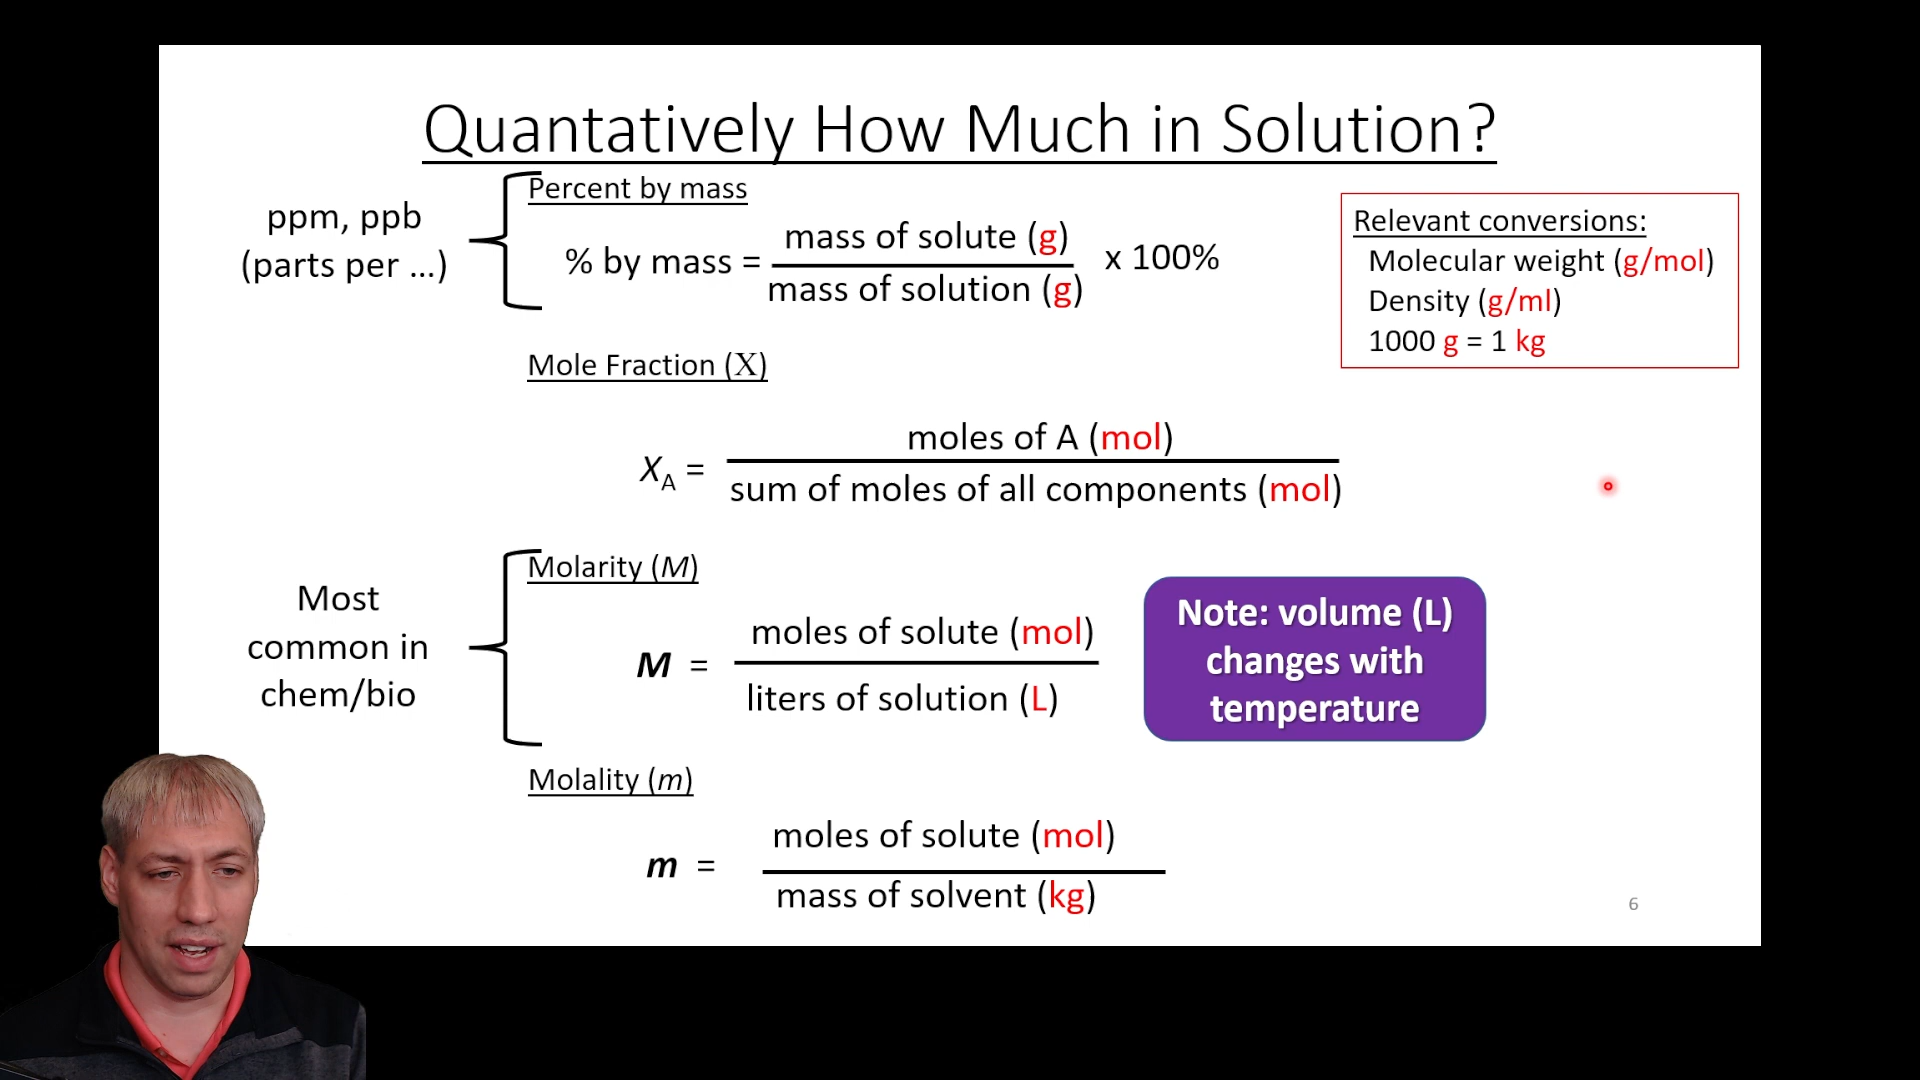 Quantatively How Much in Solution?
ppm, ppb
(parts per ...)
Percent by mass
% by mass =
mass of solute (g)
mass of solution (g)
x 100%
Relevant conversions:
Molecular weight (g/mol)
Density (g/ml)
1000 g = 1 kg
Mole Fraction (X)
XA =
moles of A (mol)
sum of moles of all components (mol)
Most
common in
chem/bio
Molarity (M)
M =
moles of solute (mol)
liters of solution (L)
Note: volume (L)
changes with
temperature
Molality (m)
m =
moles of solute (mol)
mass of solvent (kg)
6